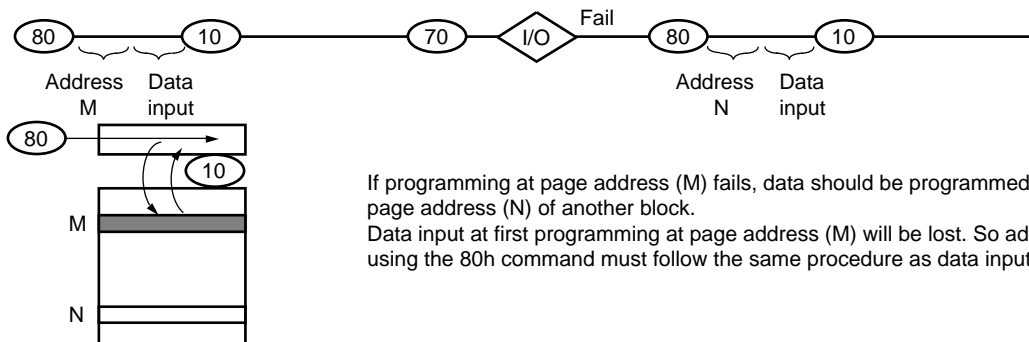 80 10 70 I/O Fail 80 10
Address Data Address Data
M input N input
80
10
If programming at page address (M) fails, data should be programmed
page address (N) of another block.
M
Data input at first programming at page address (M) will be lost. So ad
using the 80h command must follow the same procedure as data input
N